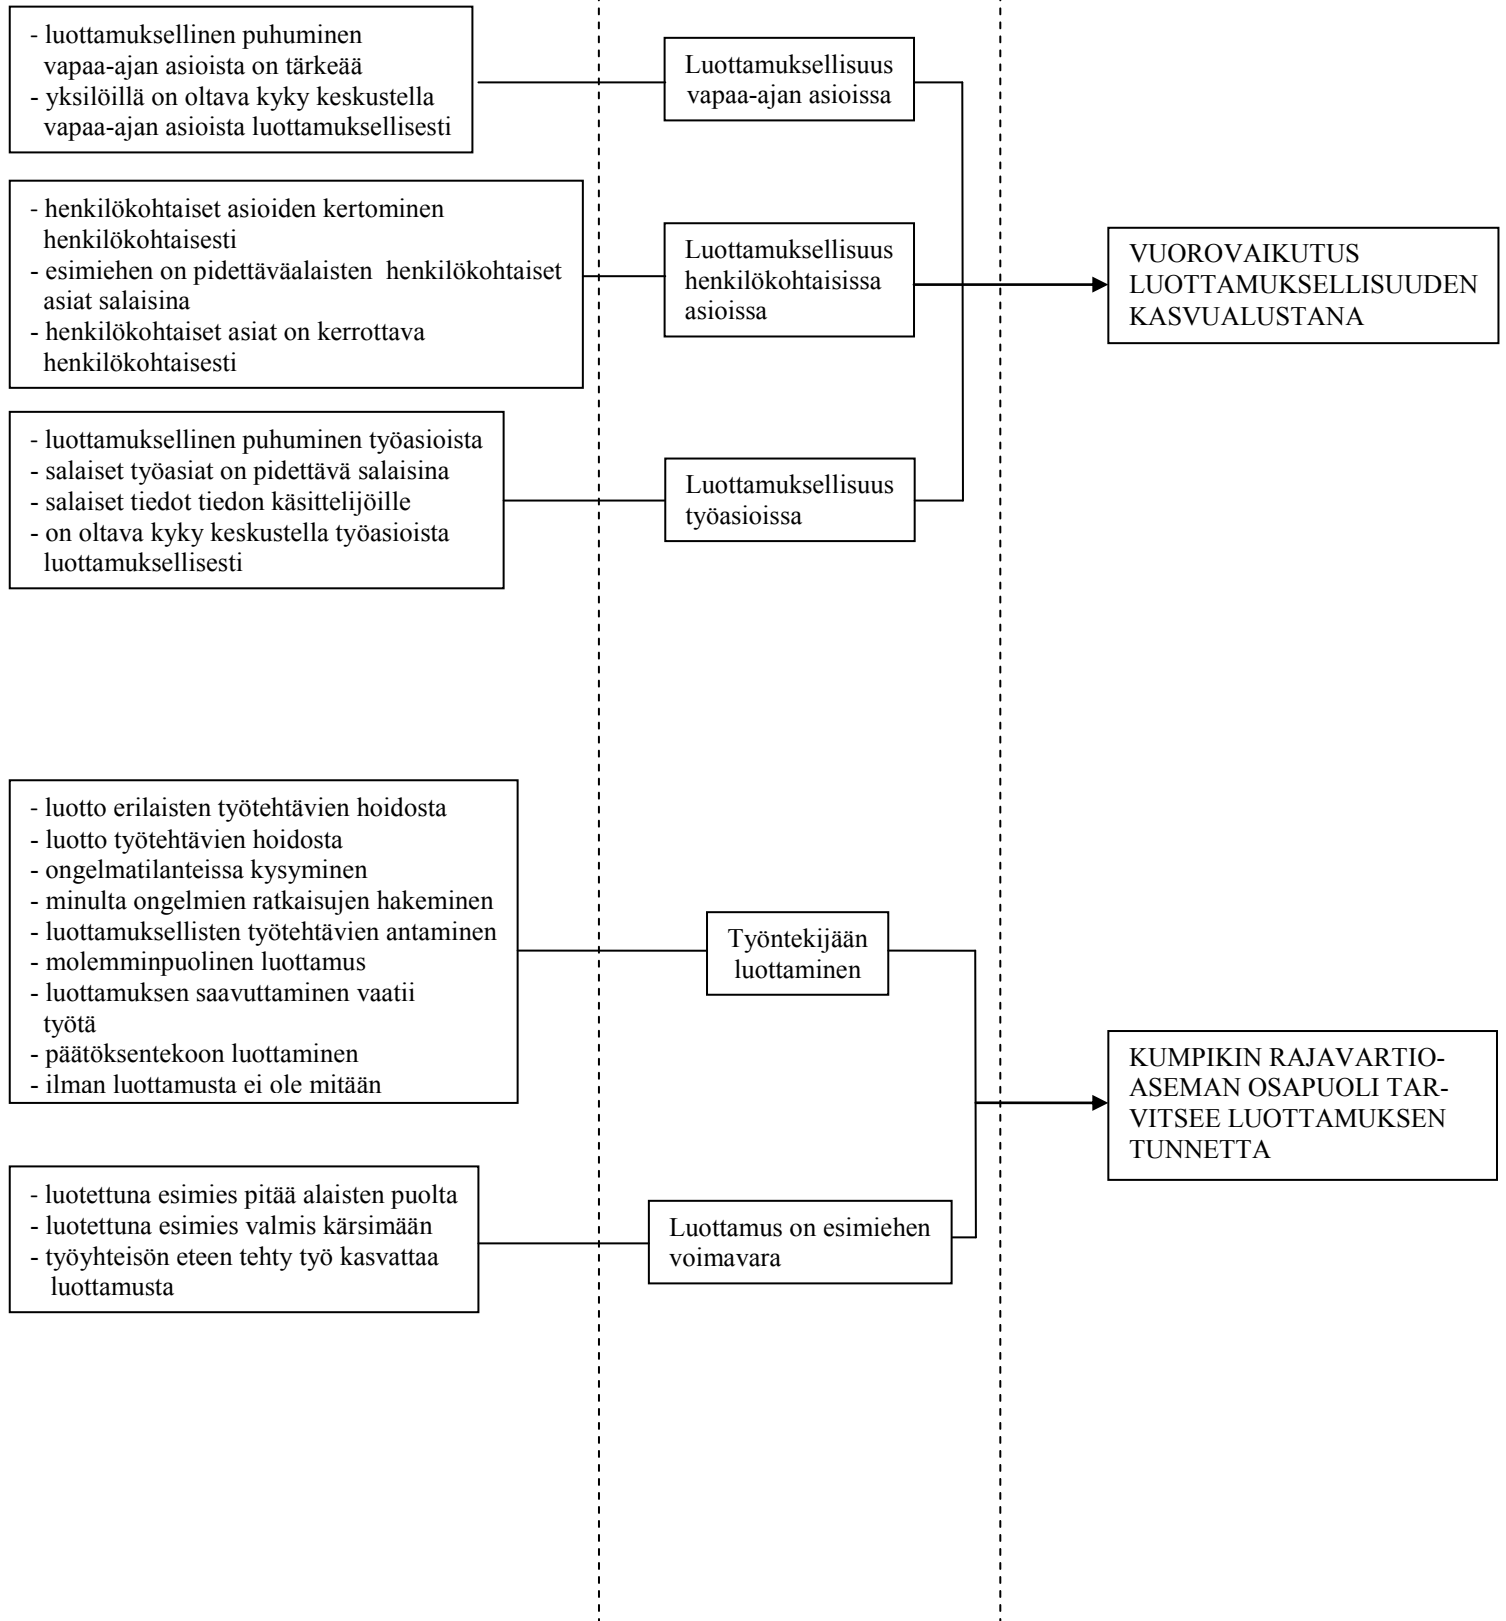 - luottamuksellinen puhuminen
vapaa-ajan asioista on tärkeää
- yksilöillä on oltava kyky keskustella
vapaa-ajan asioista luottamuksellisesti
Luottamuksellisuus
vapaa-ajan asioissa
- henkilökohtaiset asioiden kertominen
henkilökohtaisesti
- esimiehen on pidettäväalaisten henkilökohtaiset
asiat salaisina
- henkilökohtaiset asiat on kerrottava
henkilökohtaisesti
Luottamuksellisuus
henkilökohtaisissa
asioissa
VUOROVAIKUTUS
LUOTTAMUKSELLISUUDEN
KASVUALUSTANA
- luottamuksellinen puhuminen työasioista
- salaiset työasiat on pidettävä salaisina
- salaiset tiedot tiedon käsittelijöille
- on oltava kyky keskustella työasioista
luottamuksellisesti
Luottamuksellisuus
työasioissa
- luotto erilaisten työtehtävien hoidosta
- luotto työtehtävien hoidosta
- ongelmatilanteissa kysyminen
- minulta ongelmien ratkaisujen hakeminen
- luottamuksellisten työtehtävien antaminen
- molemminpuolinen luottamus
- luottamuksen saavuttaminen vaatii
työtä
- päätöksentekoon luottaminen
- ilman luottamusta ei ole mitään
Työntekijään
luottaminen
KUMPIKIN RAJAVARTIO-
ASEMAN OSAPUOLI TAR-
VITSEE LUOTTAMUKSEN
TUNNETTA
- luotettuna esimies pitää alaisten puolta
- luotettuna esimies valmis kärsimään
- työyhteisön eteen tehty työ kasvattaa
luottamusta
Luottamus on esimiehen
voimavara